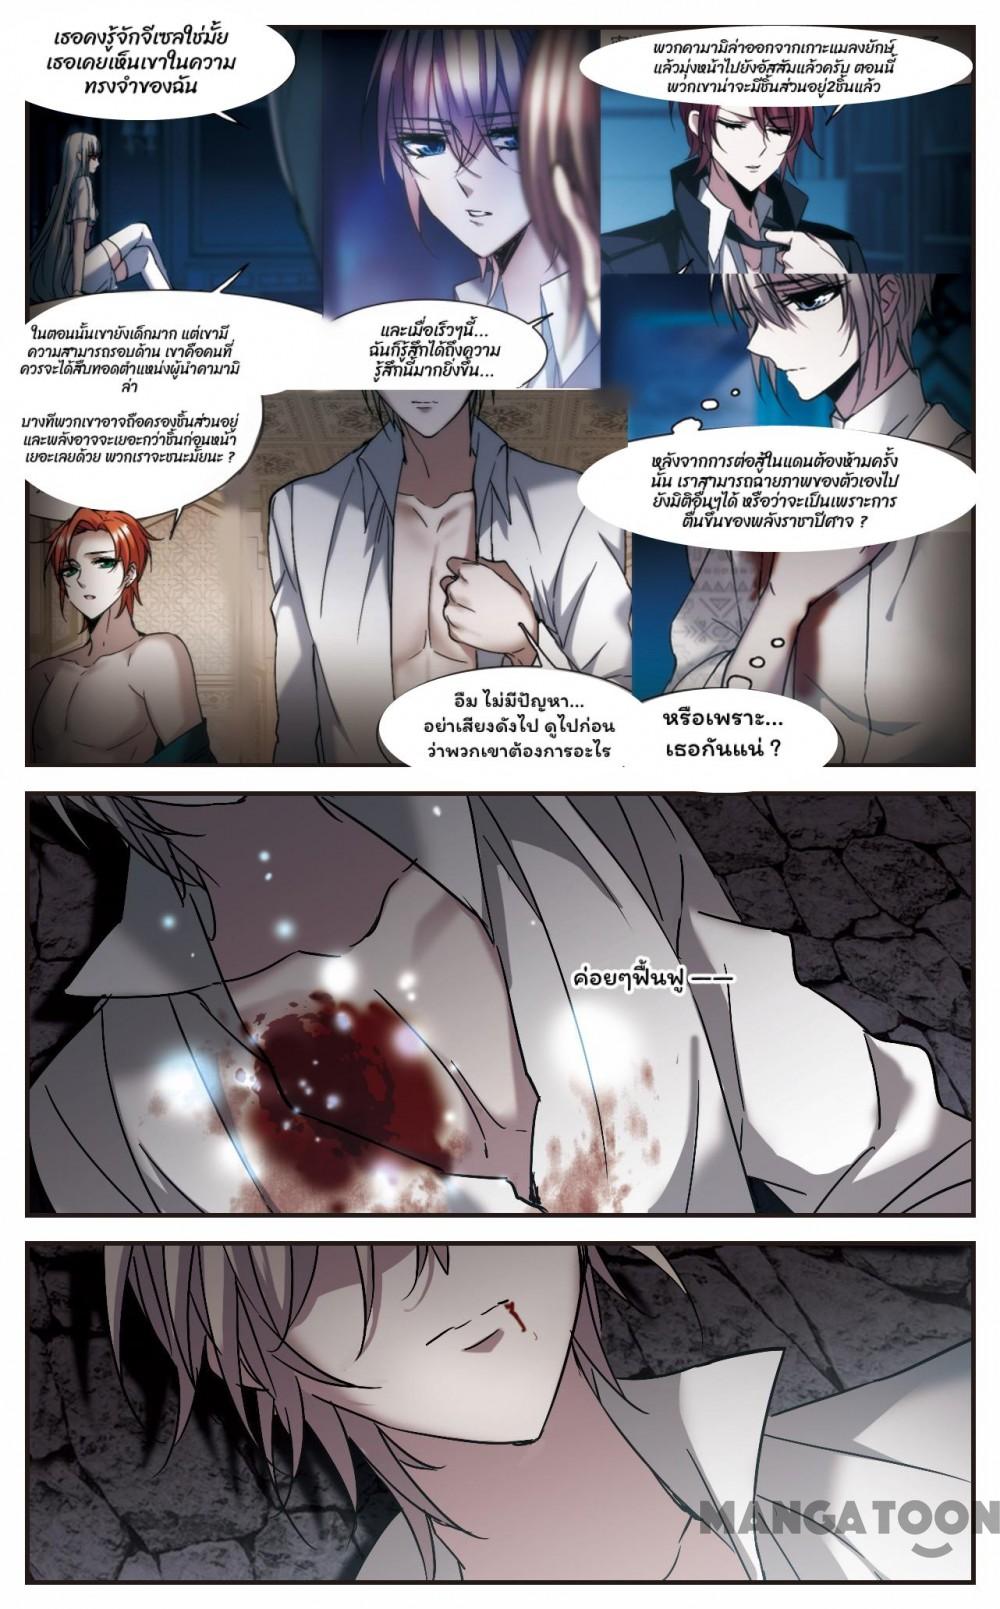 เธอคงรู้จักจีเซลใช่มั้ย
เธอเคยเห็นเขาในความ
ทรงจำของฉัน
พวกคามามิล่าออกจากเกาะแมลงยักษ์
แล้วมุ่งหน้าไปยังอัสสัมแล้วครับ ตอนนี้
พวกเขาน่าจะมีชิ้นส่วนอยู่2ชิ้นแล้ว
ในตอนนั้นเขายังเด็กมาก แต่เขามี
ความสามารถรอบด้าน เขาคือคนที่
ควรจะได้สืบทอดตำแหน่งผู้นำคามามิ
ล่า
และเมื่อเร็วๆนี้...
ฉันก็รู้สึกได้ถึงความ
รู้สึกนี้มากยิ่งขึ้น...
บางทีพวกเขาอาจถือครองชิ้นส่วนอยู่
และพลังอาจจะเยอะกว่าชิ้นก่อนหน้า
เยอะเลยด้วย พวกเราจะชนะมั้ยนะ ?
หลังจากการต่อสู้ในแดนต้องห้ามครั้ง
นั้น เราสามารถฉายภาพของตัวเองไป
ยังมิติอื่นๆได้ หรือว่าจะเป็นเพราะการ
ตื่นขึ้นของพลังราชาปีศาจ ?
อืม ไม่มีปัญหา...
อย่าเสียงดังไป ดูไปก่อน
ว่าพวกเขาต้องการอะไร
หรือเพราะ...
เธอกันแน่ ?
ค่อยๆฟื้นฟู ——
MANGATOON